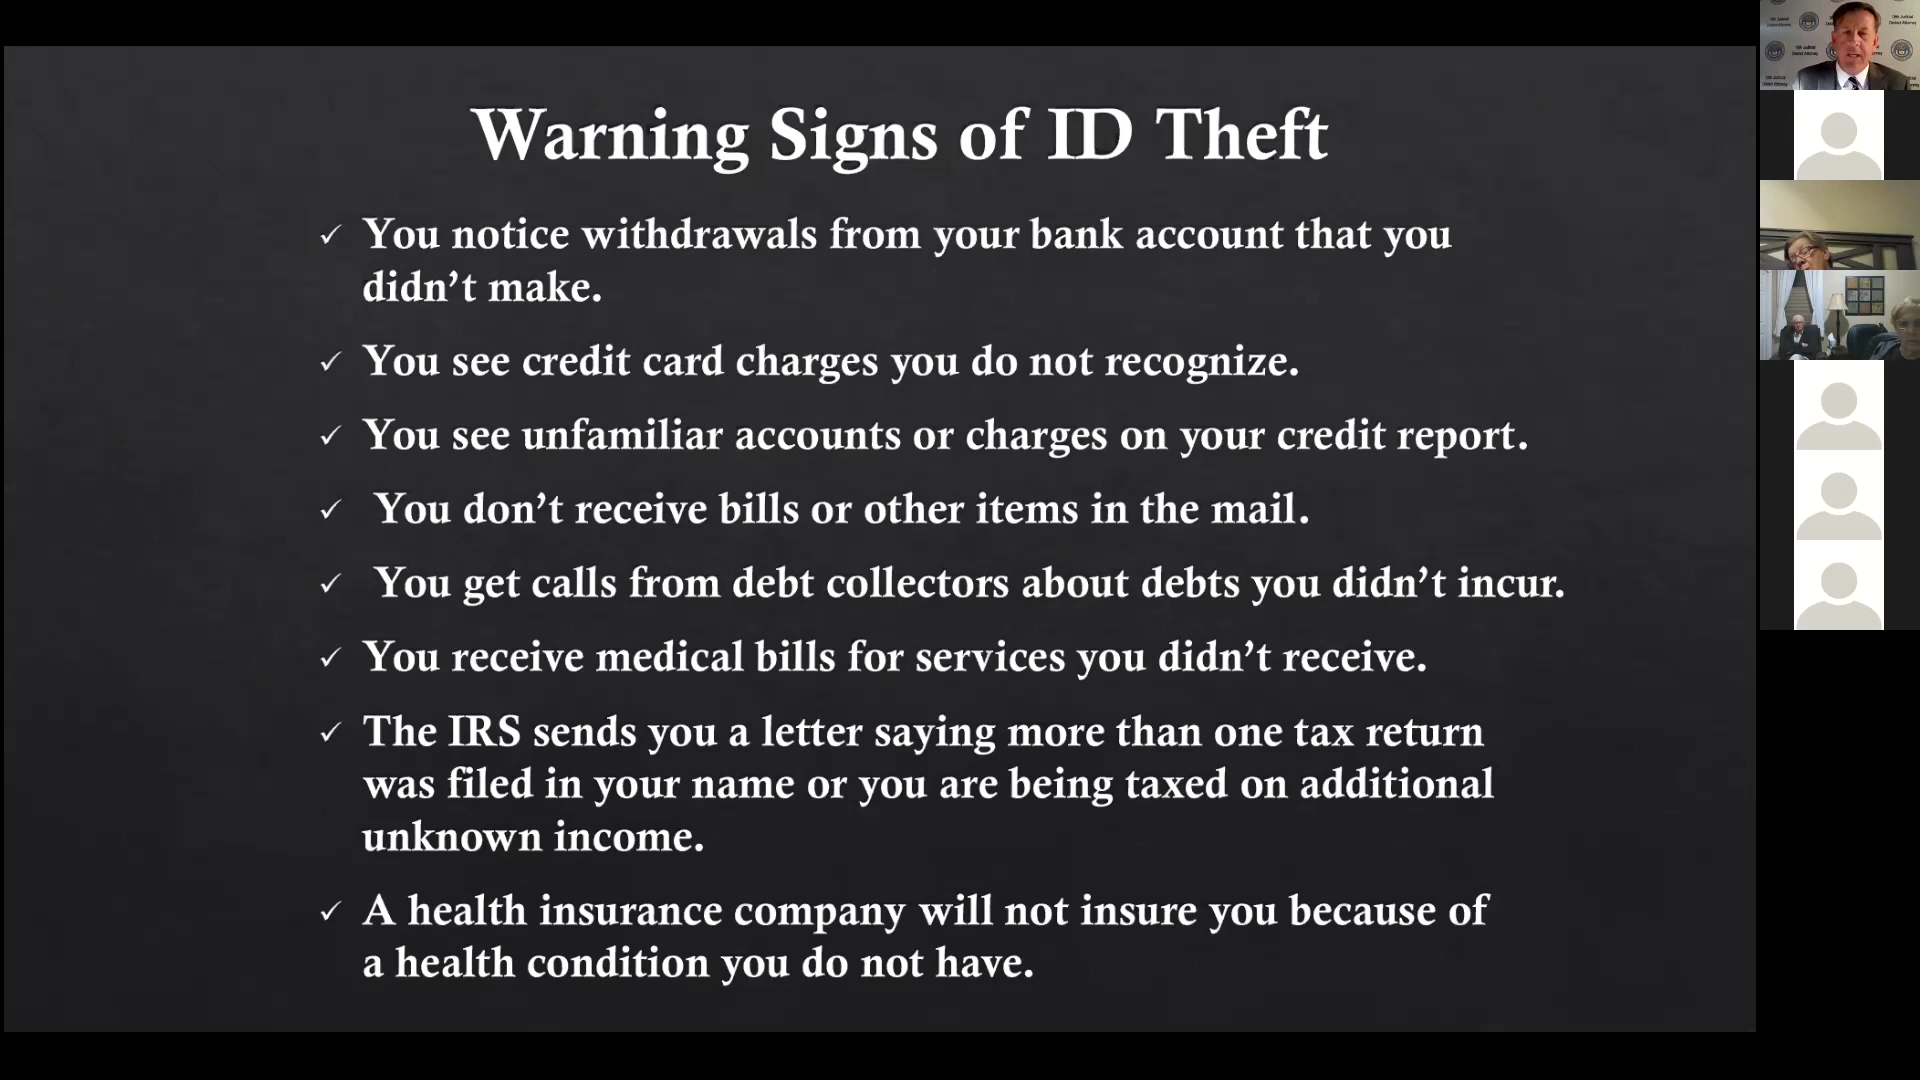 Warning Signs of ID Theft
✓ You notice withdrawals from your bank account that you
didn’t make.
✓ You see credit card charges you do not recognize.
✓ You see unfamiliar accounts or charges on your credit report.
✓ You don’t receive bills or other items in the mail.
✓ You get calls from debt collectors about debts you didn’t incur.
✓ You receive medical bills for services you didn’t receive.
✓ The IRS sends you a letter saying more than one tax return
was filed in your name or you are being taxed on additional
unknown income.
✓ A health insurance company will not insure you because of
a health condition you do not have.
18th Judicial
District Attorney